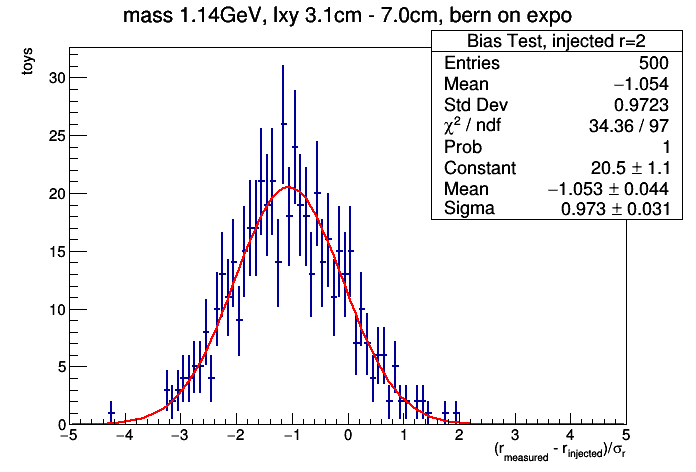 mass 1.14GeV, lxy 3.1cm - 7.0cm, bern on expo
Bias Test, injected r=2
Entries 500
Mean −1.054
Std Dev 0.9723
χ² / ndf 34.36 / 97
Prob 1
Constant 20.5 ± 1.1
Mean −1.053 ± 0.044
Sigma 0.973 ± 0.031
toys
30
25
20
15
10
5
0
−5 −4 −3 −2 −1 0 1 2 3 4 5
(r_measured - r_injected)/σ_r